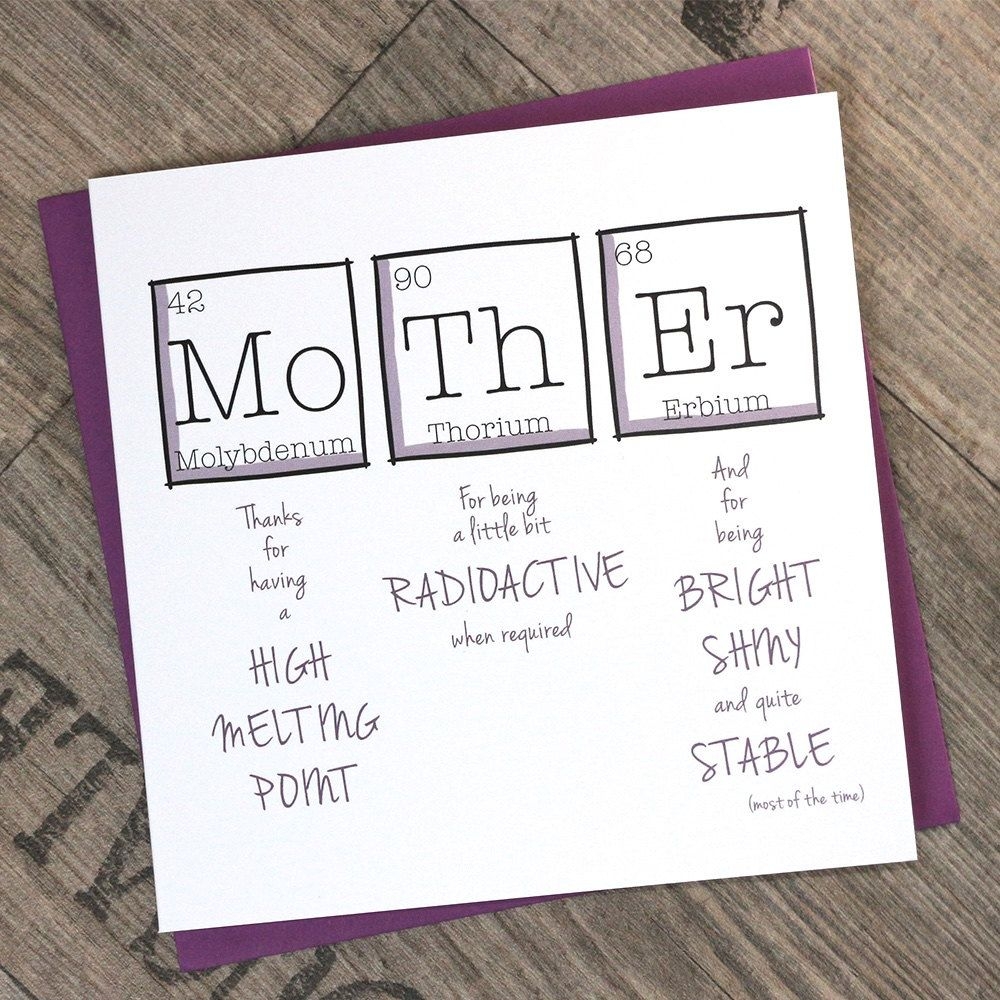 42
Mo
Molybdenum
90
Th
Thorium
68
Er
Erbium
Thanks
for
having
a
HIGH
MELTING
POINT
For being
a little bit
RADIOACTIVE
when required
And
for
being
BRIGHT
SHINY
and quite
STABLE
(most of the time)